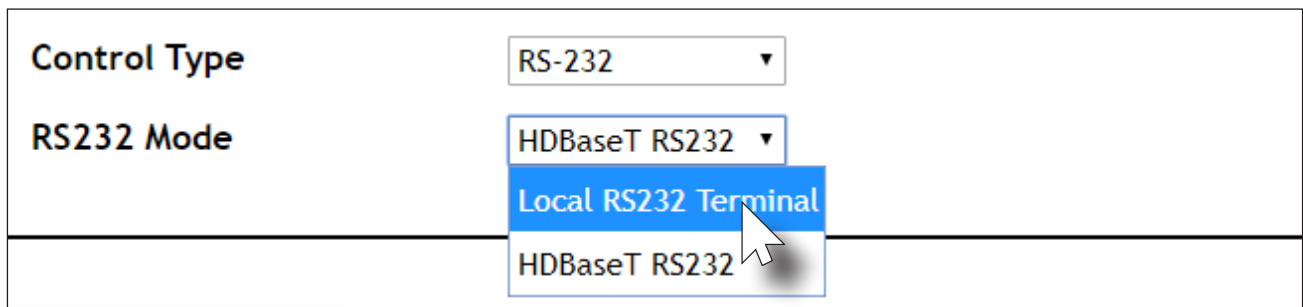 Control Type RS-232
RS232 Mode HDBaseT RS232
Local RS232 Terminal
HDBaseT RS232